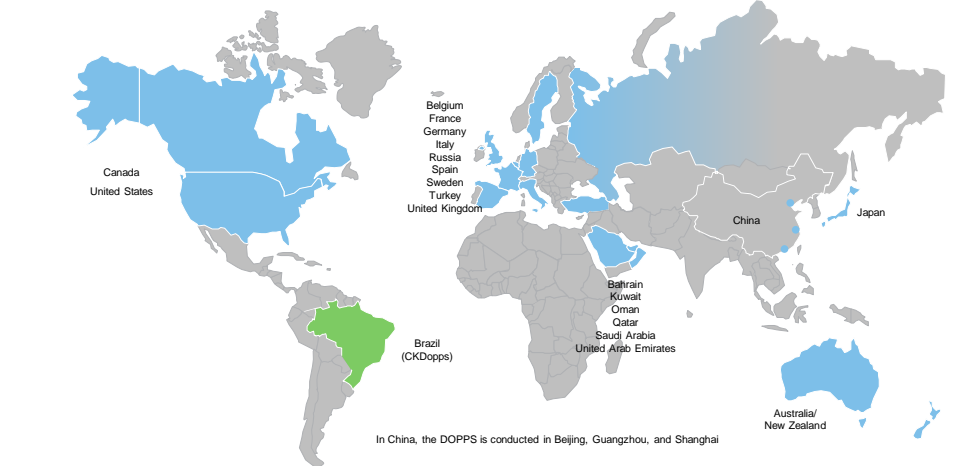 Belgium
France
Germany
Italy
Russia
Spain
Sweden
Turkey
United Kingdom
Canada
United States
China
Japan
Bahrain
Kuwait
Oman
Qatar
Saudi Arabia
United Arab Emirates
Brazil
(CKDopps)
Australia/
New Zealand
In China, the DOPPS is conducted in Beijing, Guangzhou, and Shanghai